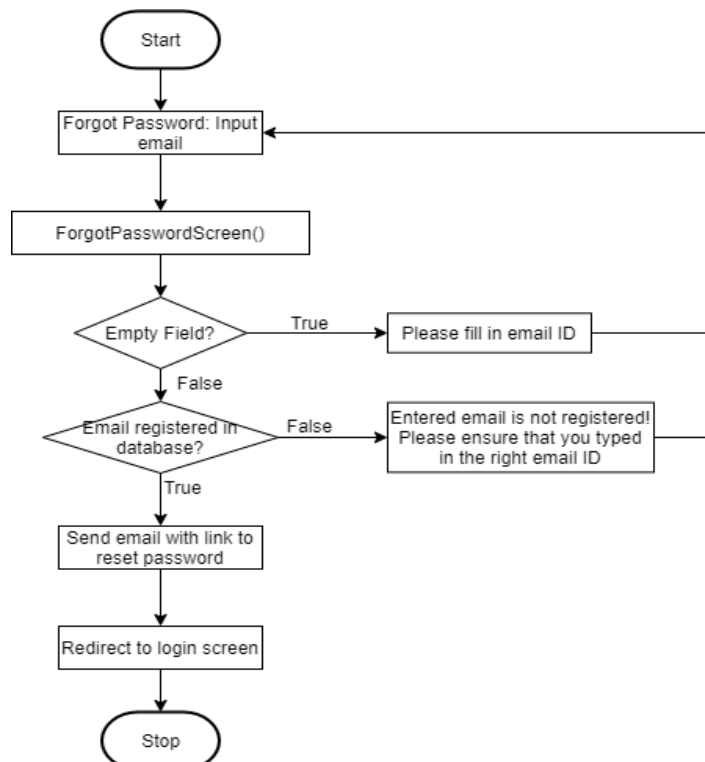 Start
Forgot Password: Input
email
ForgotPasswordScreen()
Empty Field?
True
Please fill in email ID
False
Email registered in
database?
False
Entered email is not registered!
Please ensure that you typed
in the right email ID
True
Send email with link to
reset password
Redirect to login screen
Stop